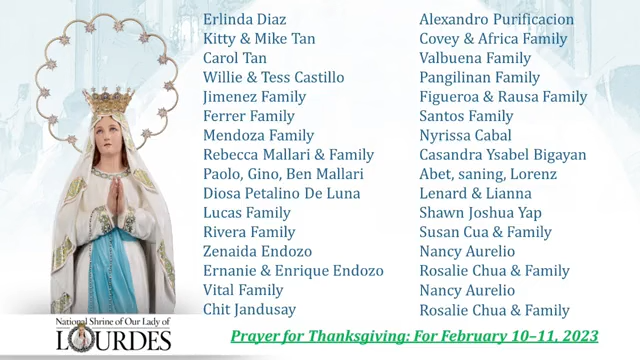 Erlinda Diaz
Kitty & Mike Tan
Carol Tan
Willie & Tess Castillo
Jimenez Family
Ferrer Family
Mendoza Family
Rebecca Mallari & Family
Paolo, Gino, Ben Mallari
Diosa Petalino De Luna
Lucas Family
Rivera Family
Zenaida Endozo
Ernanie & Enrique Endozo
Vital Family
Chit Jandusay
Alexandro Purificacion
Covey & Africa Family
Valbuena Family
Pangilinan Family
Figueroa & Rausa Family
Santos Family
Nyrissa Cabal
Casandra Ysabel Bigayan
Abet, saning, Lorenz
Lenard & Lianna
Shawn Joshua Yap
Susan Cua & Family
Nancy Aurelio
Rosalie Chua & Family
Nancy Aurelio
Rosalie Chua & Family
National Shrine of Our Lady of
LOURDES
Prayer for Thanksgiving: For February 10–11, 2023